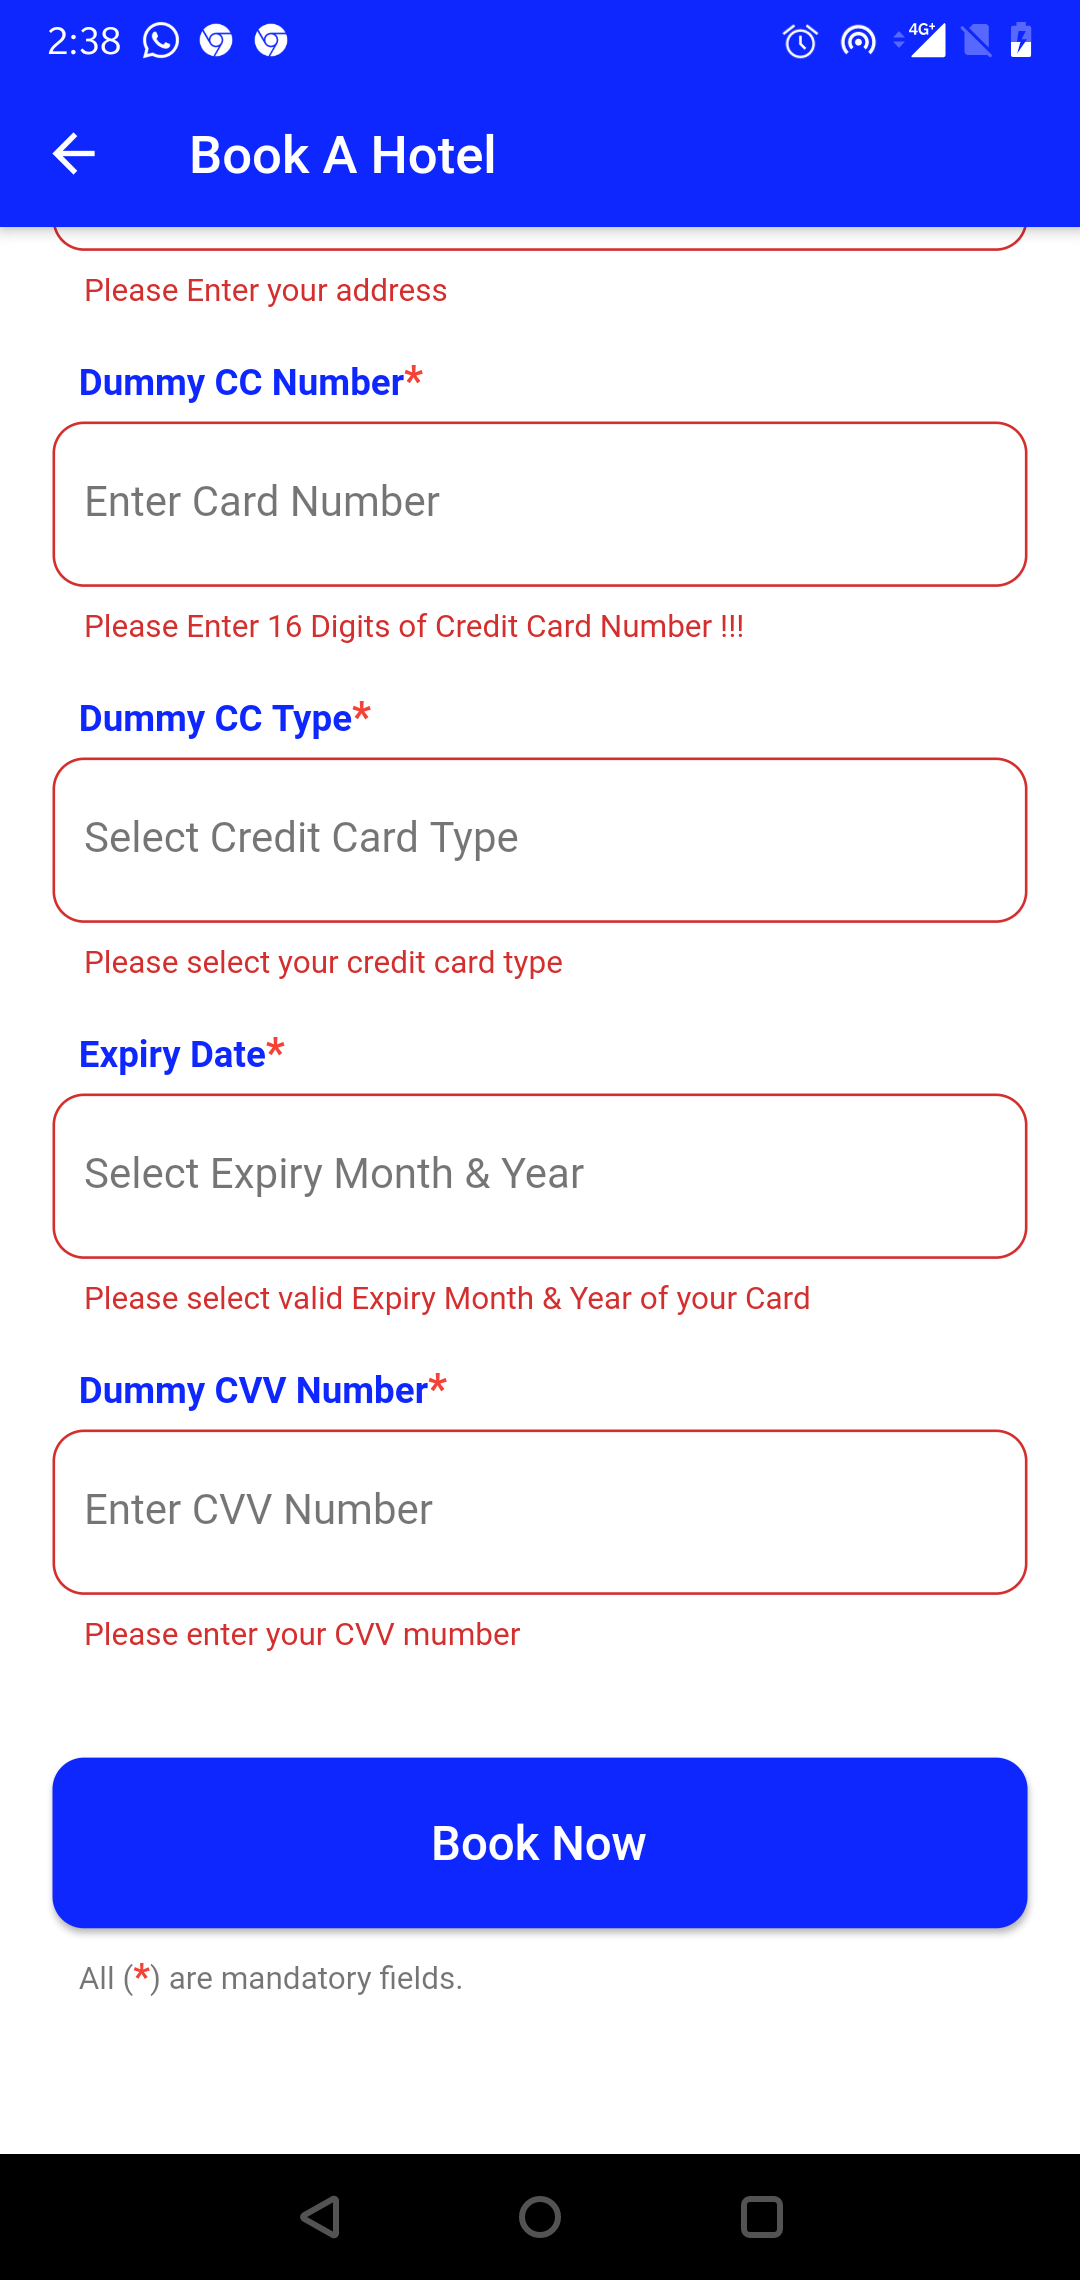 2:38
4G+
Book A Hotel
Please Enter your address
Dummy CC Number*
Enter Card Number
Please Enter 16 Digits of Credit Card Number !!!
Dummy CC Type*
Select Credit Card Type
Please select your credit card type
Expiry Date*
Select Expiry Month & Year
Please select valid Expiry Month & Year of your Card
Dummy CVV Number*
Enter CVV Number
Please enter your CVV mumber
Book Now
All (*) are mandatory fields.